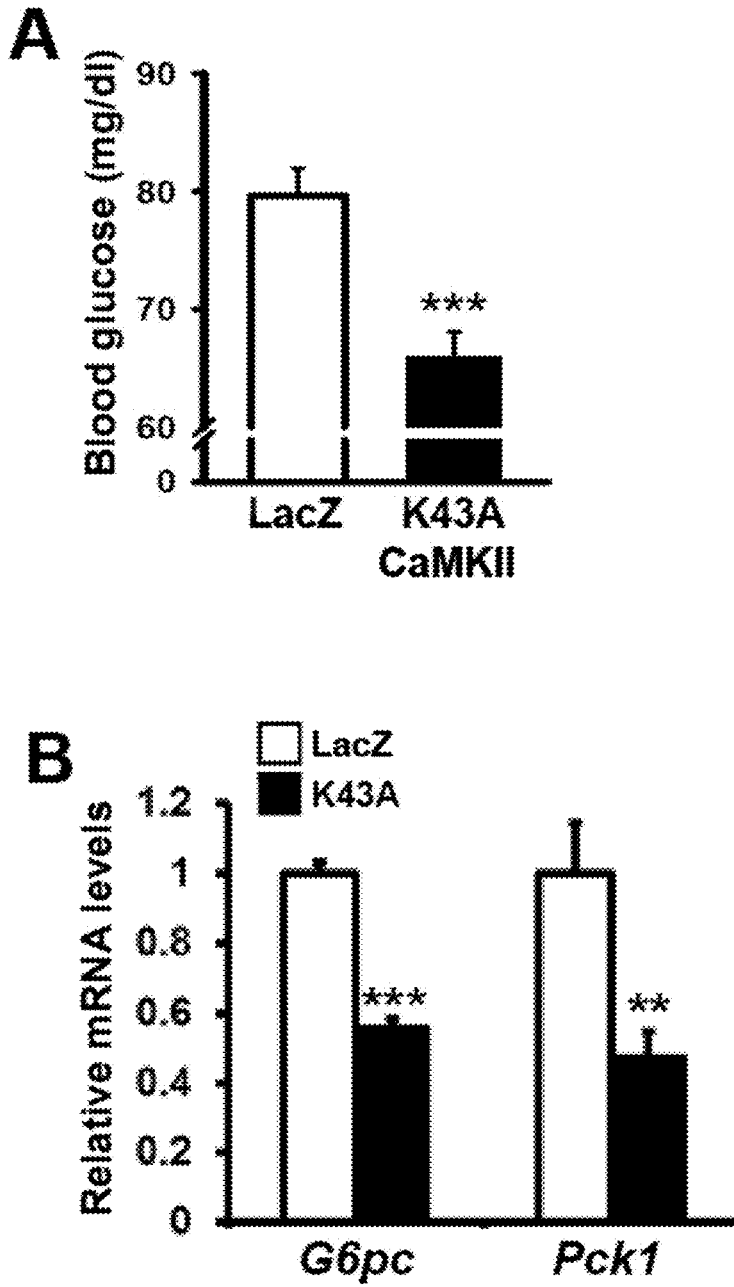 A
Blood glucose (mg/dl)
90
80
70
60
0
***
LacZ
K43A
CaMKII
B
LacZ
K43A
Relative mRNA levels
1.2
1
0.8
0.6
0.4
0.2
0
***
**
G6pc
Pck1